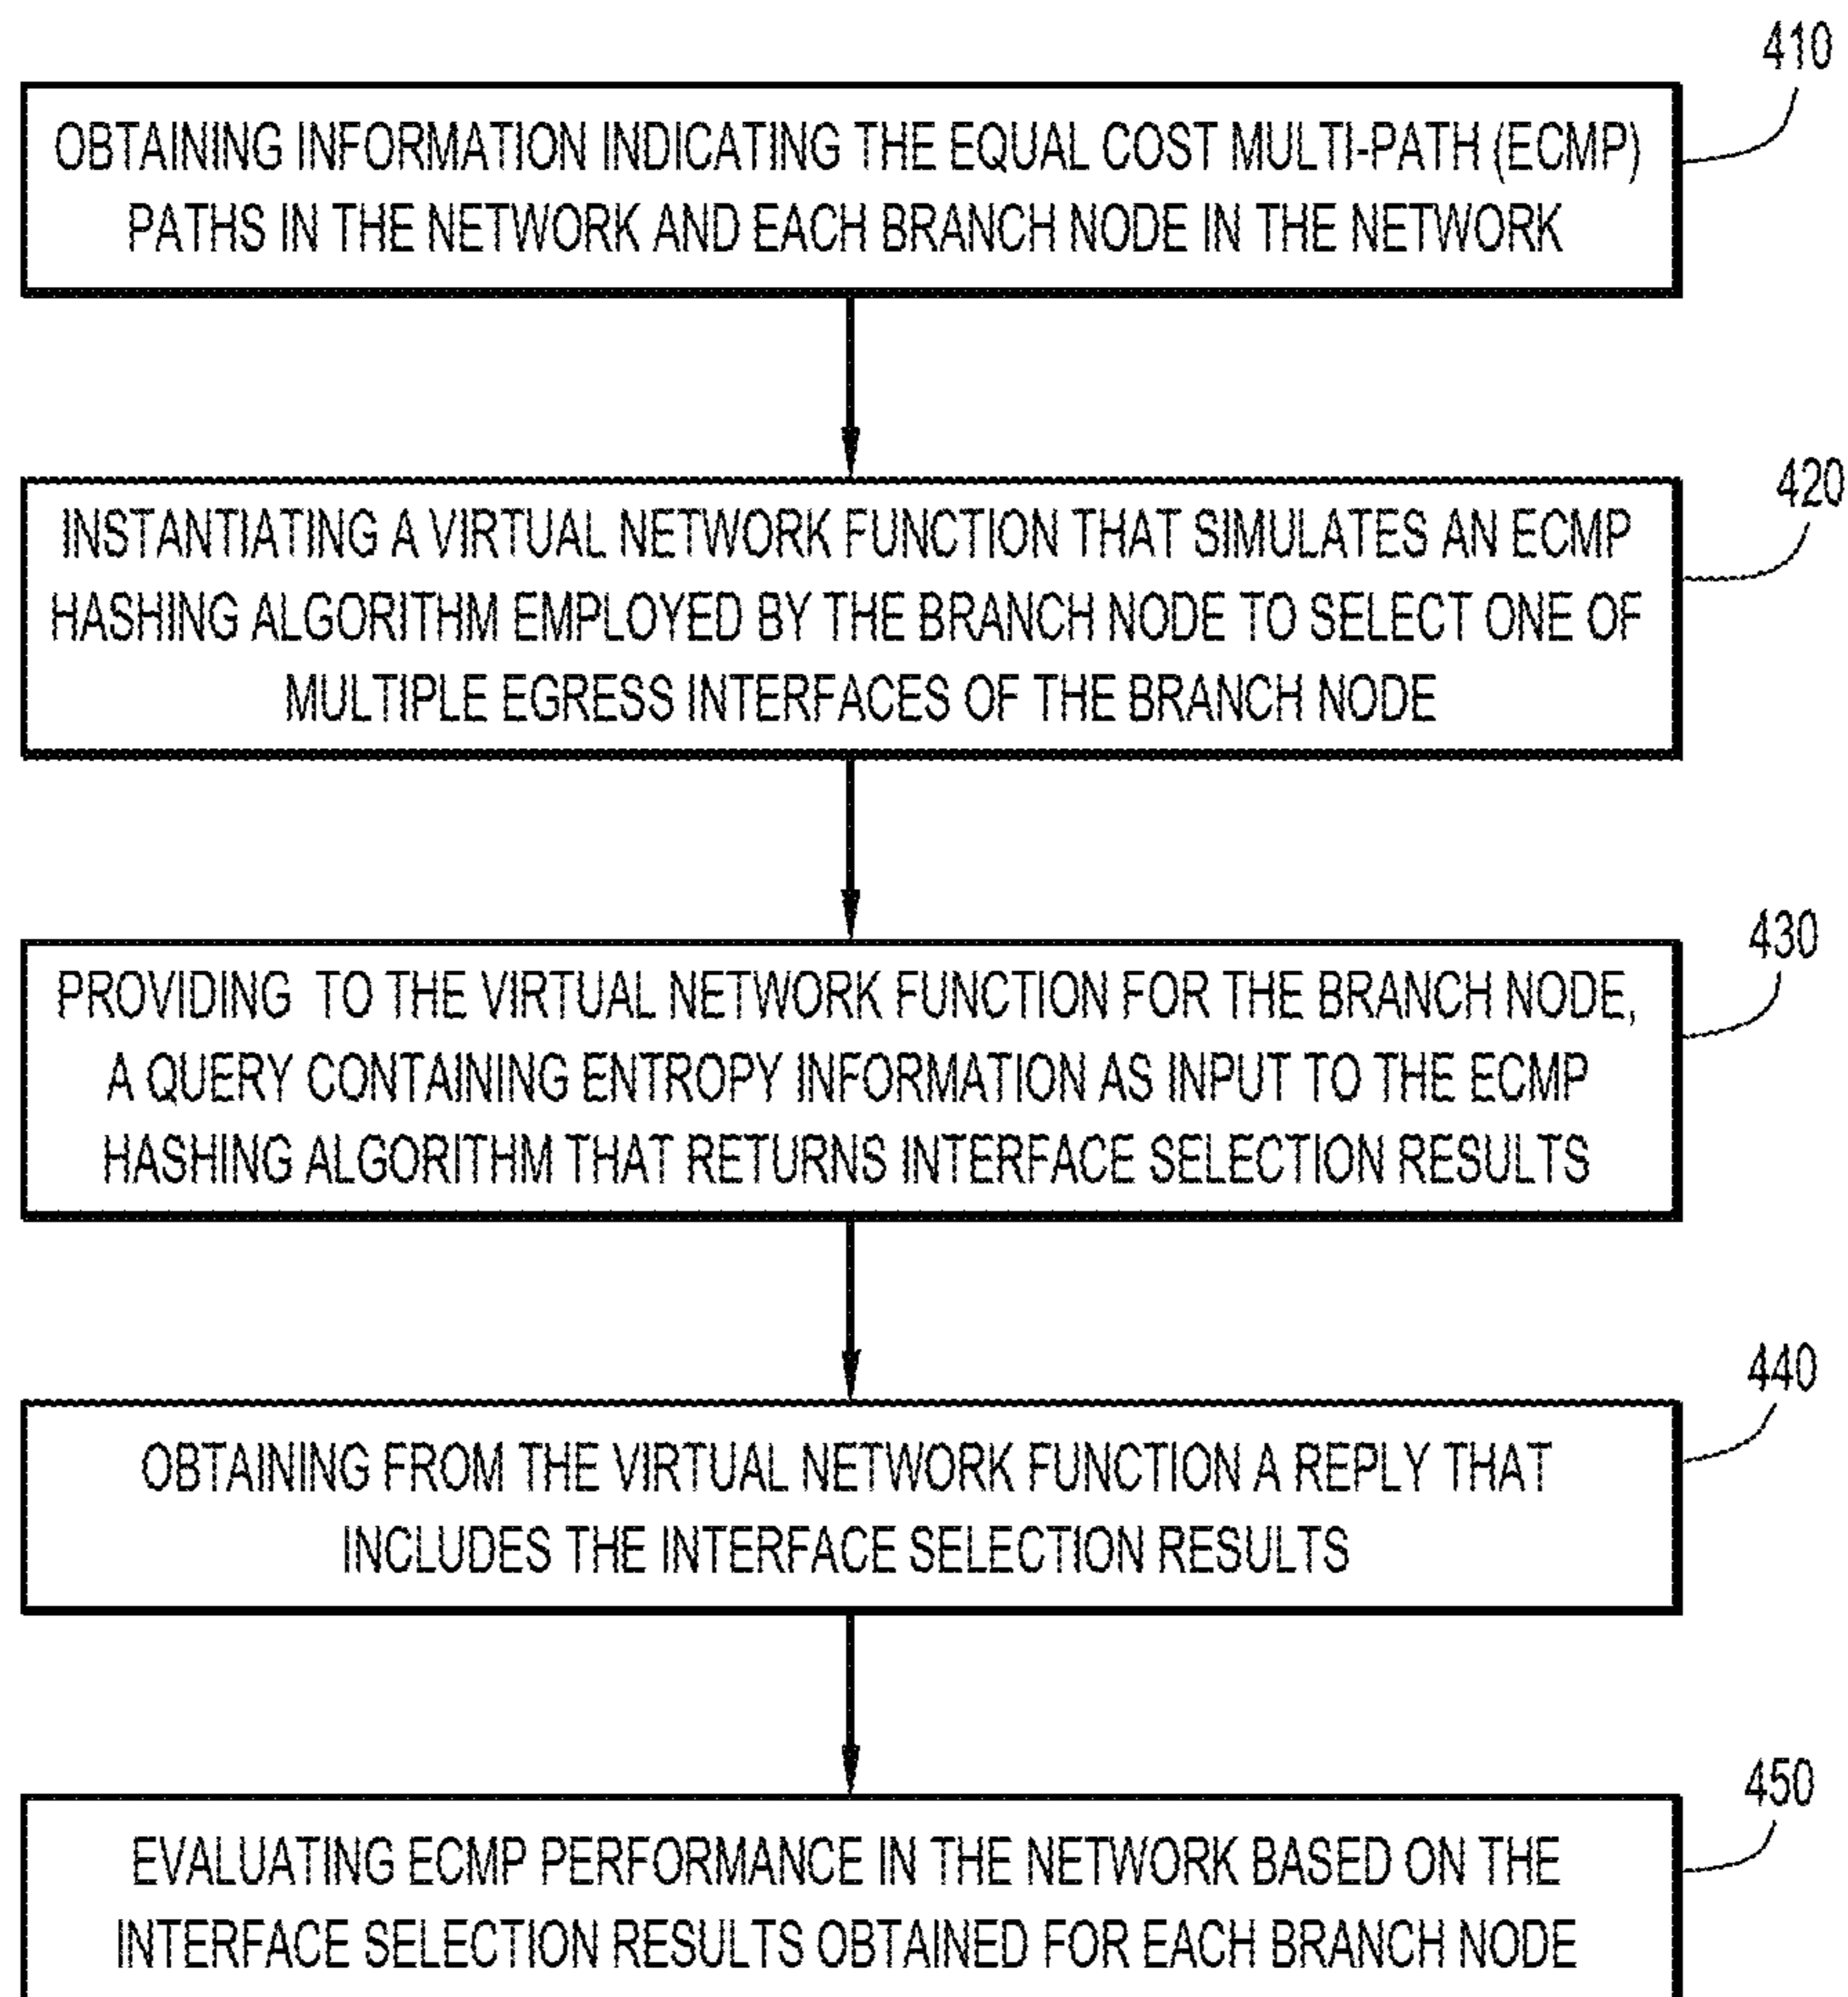 410
OBTAINING INFORMATION INDICATING THE EQUAL COST MULTI-PATH (ECMP)
PATHS IN THE NETWORK AND EACH BRANCH NODE IN THE NETWORK
420
INSTANTIATING A VIRTUAL NETWORK FUNCTION THAT SIMULATES AN ECMP
HASHING ALGORITHM EMPLOYED BY THE BRANCH NODE TO SELECT ONE OF
MULTIPLE EGRESS INTERFACES OF THE BRANCH NODE
430
PROVIDING TO THE VIRTUAL NETWORK FUNCTION FOR THE BRANCH NODE,
A QUERY CONTAINING ENTROPY INFORMATION AS INPUT TO THE ECMP
HASHING ALGORITHM THAT RETURNS INTERFACE SELECTION RESULTS
440
OBTAINING FROM THE VIRTUAL NETWORK FUNCTION A REPLY THAT
INCLUDES THE INTERFACE SELECTION RESULTS
450
EVALUATING ECMP PERFORMANCE IN THE NETWORK BASED ON THE
INTERFACE SELECTION RESULTS OBTAINED FOR EACH BRANCH NODE